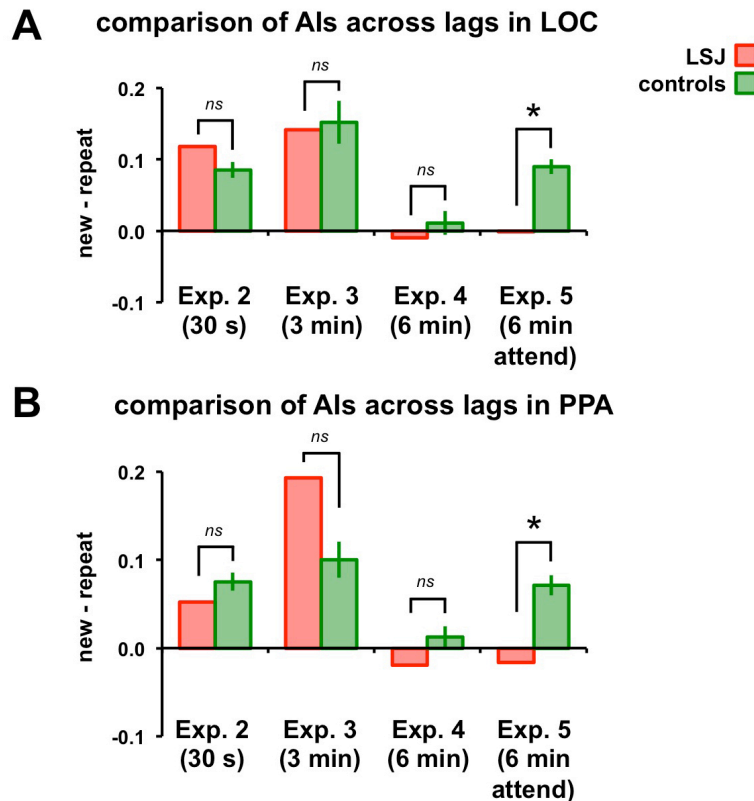 A
comparison of AIs across lags in LOC
LSJ
controls
new - repeat
0.2
0.1
0.0
-0.1
ns
ns
ns
*
Exp. 2
(30 s)
Exp. 3
(3 min)
Exp. 4
(6 min)
Exp. 5
(6 min
attend)
B
comparison of AIs across lags in PPA
new - repeat
0.2
0.1
0.0
-0.1
ns
ns
ns
*
Exp. 2
(30 s)
Exp. 3
(3 min)
Exp. 4
(6 min)
Exp. 5
(6 min
attend)